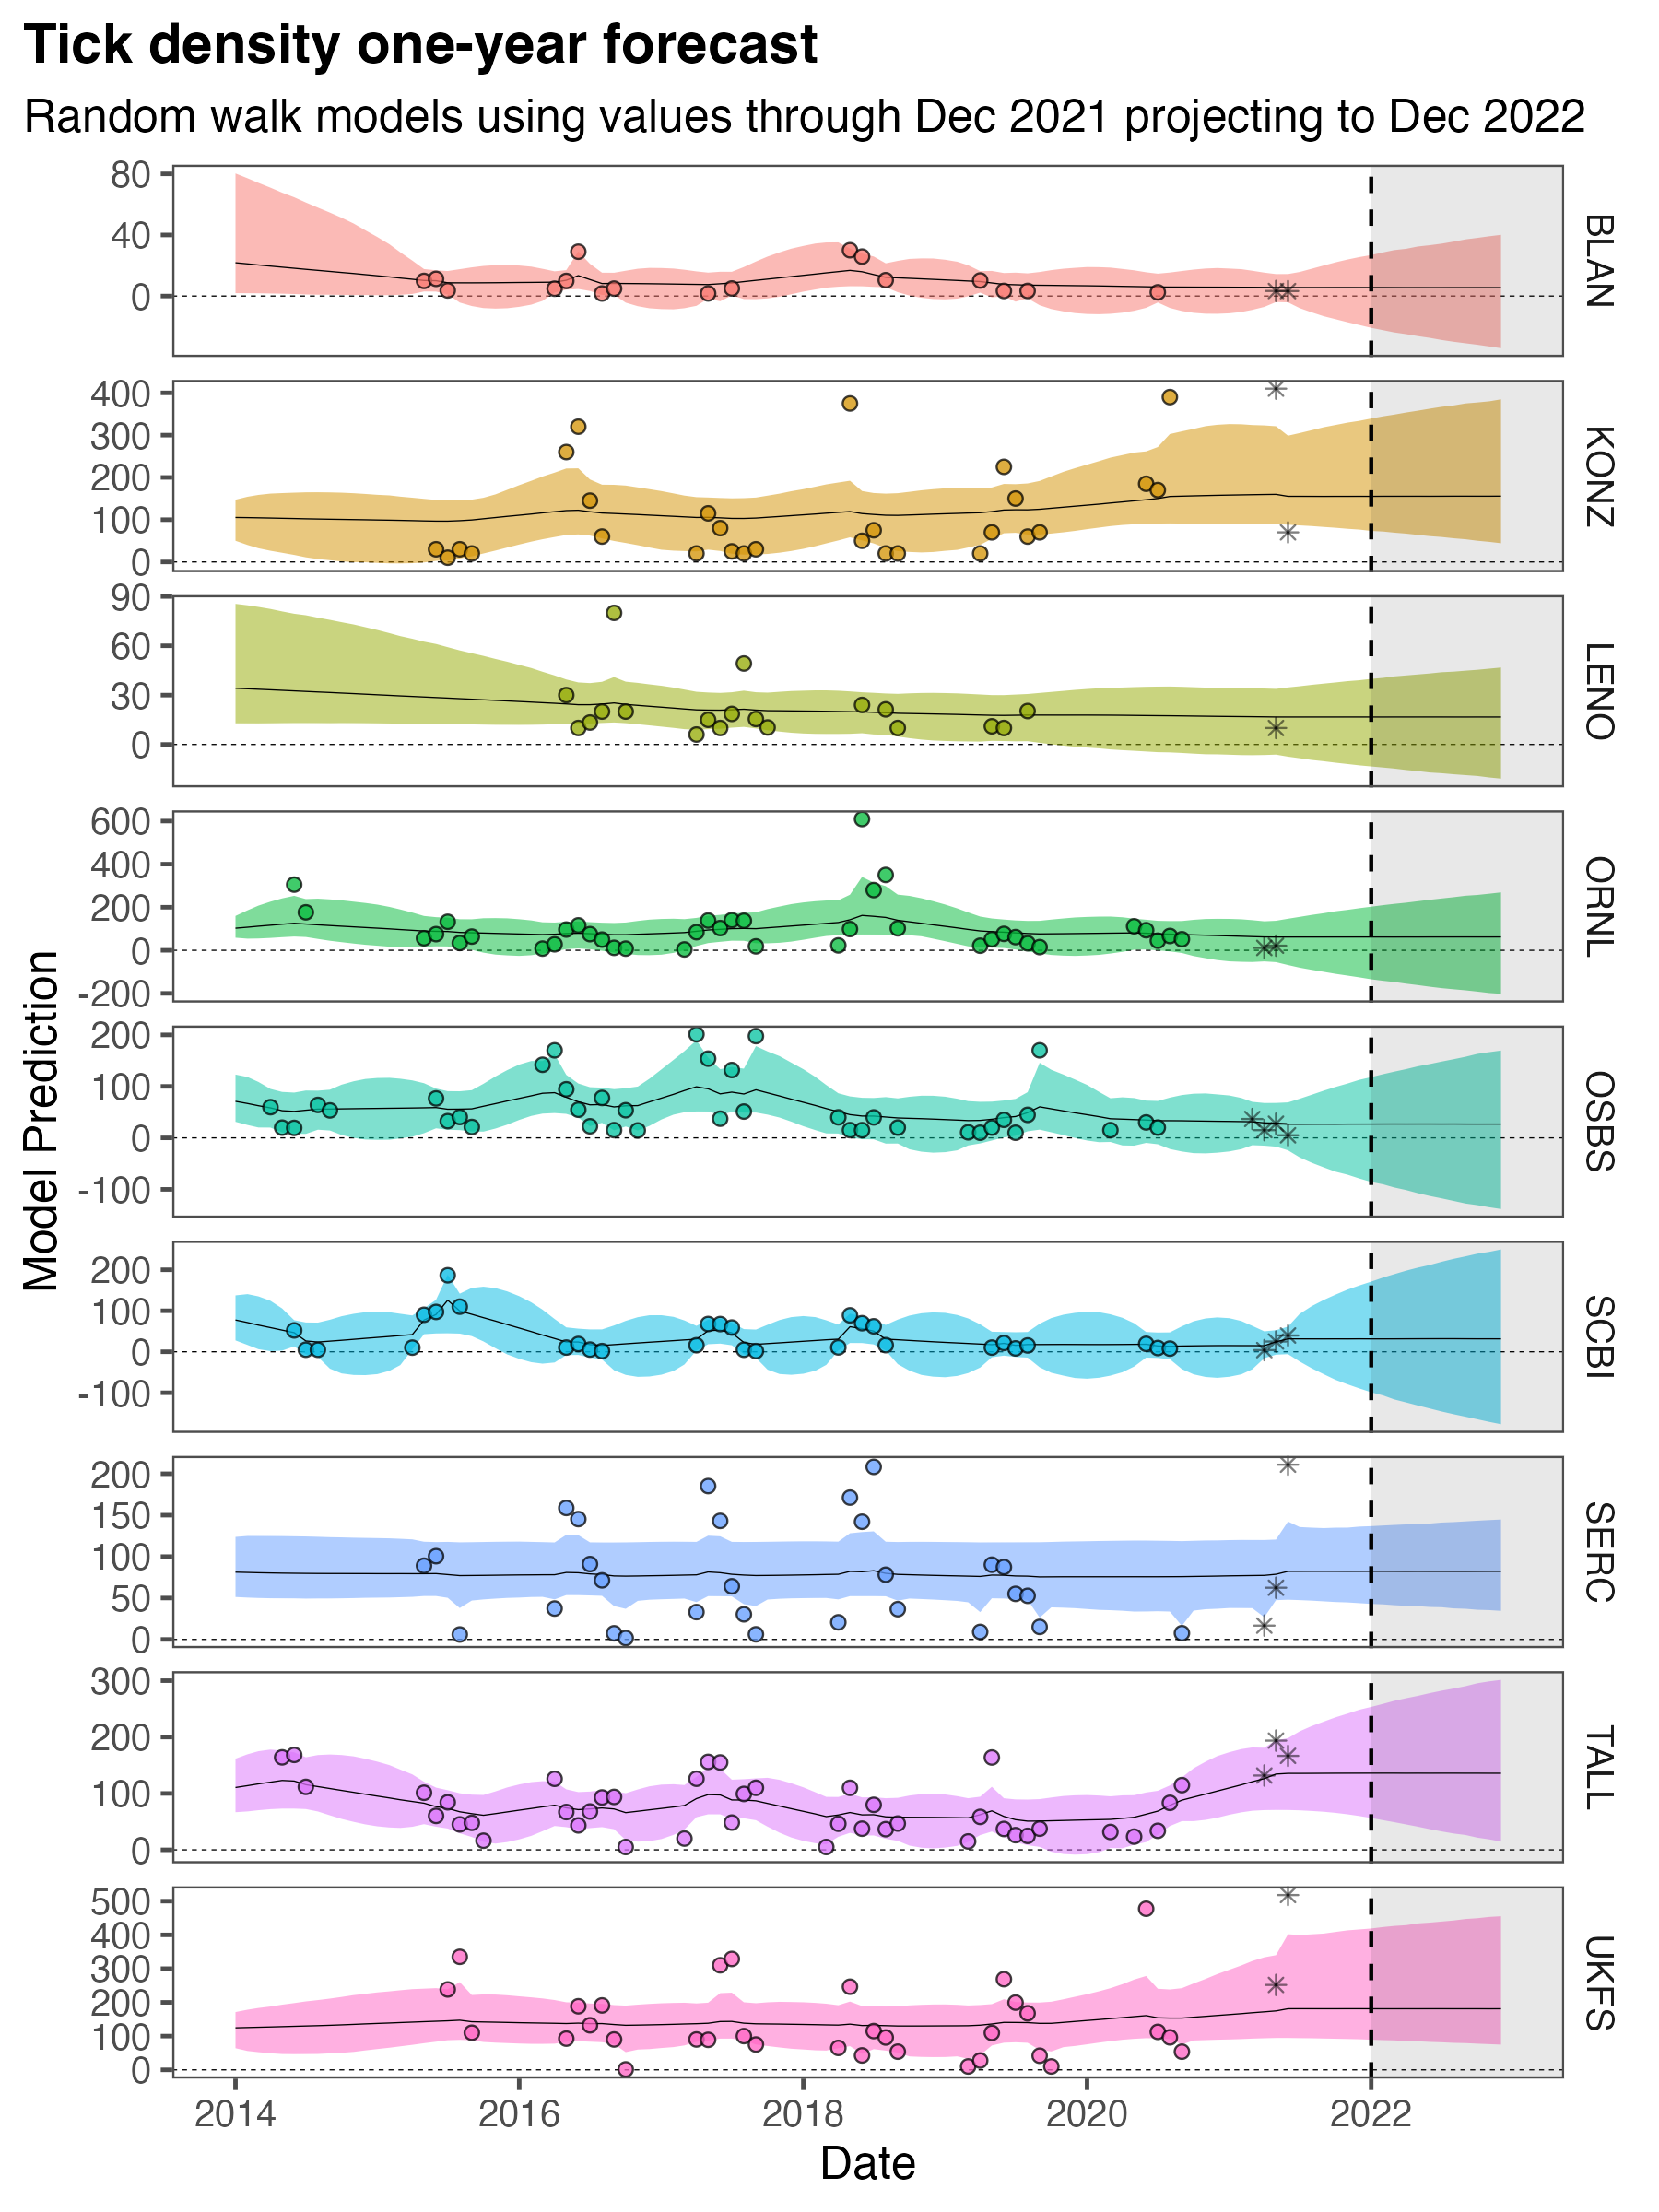 Tick density one-year forecast
Random walk models using values through Dec 2021 projecting to Dec 2022
Model Prediction
80
40
0
BLAN
400
300
200
100
0
KONZ
90
60
30
0
LENO
600
400
200
0
-200
ORNL
200
100
0
-100
OSBS
200
100
0
-100
SCBI
200
150
100
50
0
SERC
300
200
100
0
TALL
500
400
300
200
100
0
UKFS
2014 2016 2018 2020 2022
Date